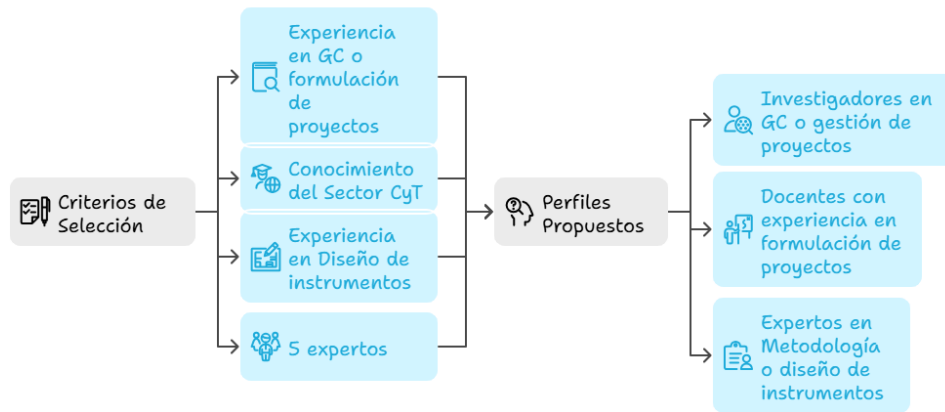 Criterios de
Selección
Experiencia
en GC o
formulación
de
proyectos
Conocimiento
del Sector CyT
Experiencia
en Diseño de
instrumentos
5 expertos
Perfiles
Propuestos
Investigadores en
GC o gestión de
proyectos
Docentes con
experiencia en
formulación de
proyectos
Expertos en
Metodología
o diseño de
instrumentos